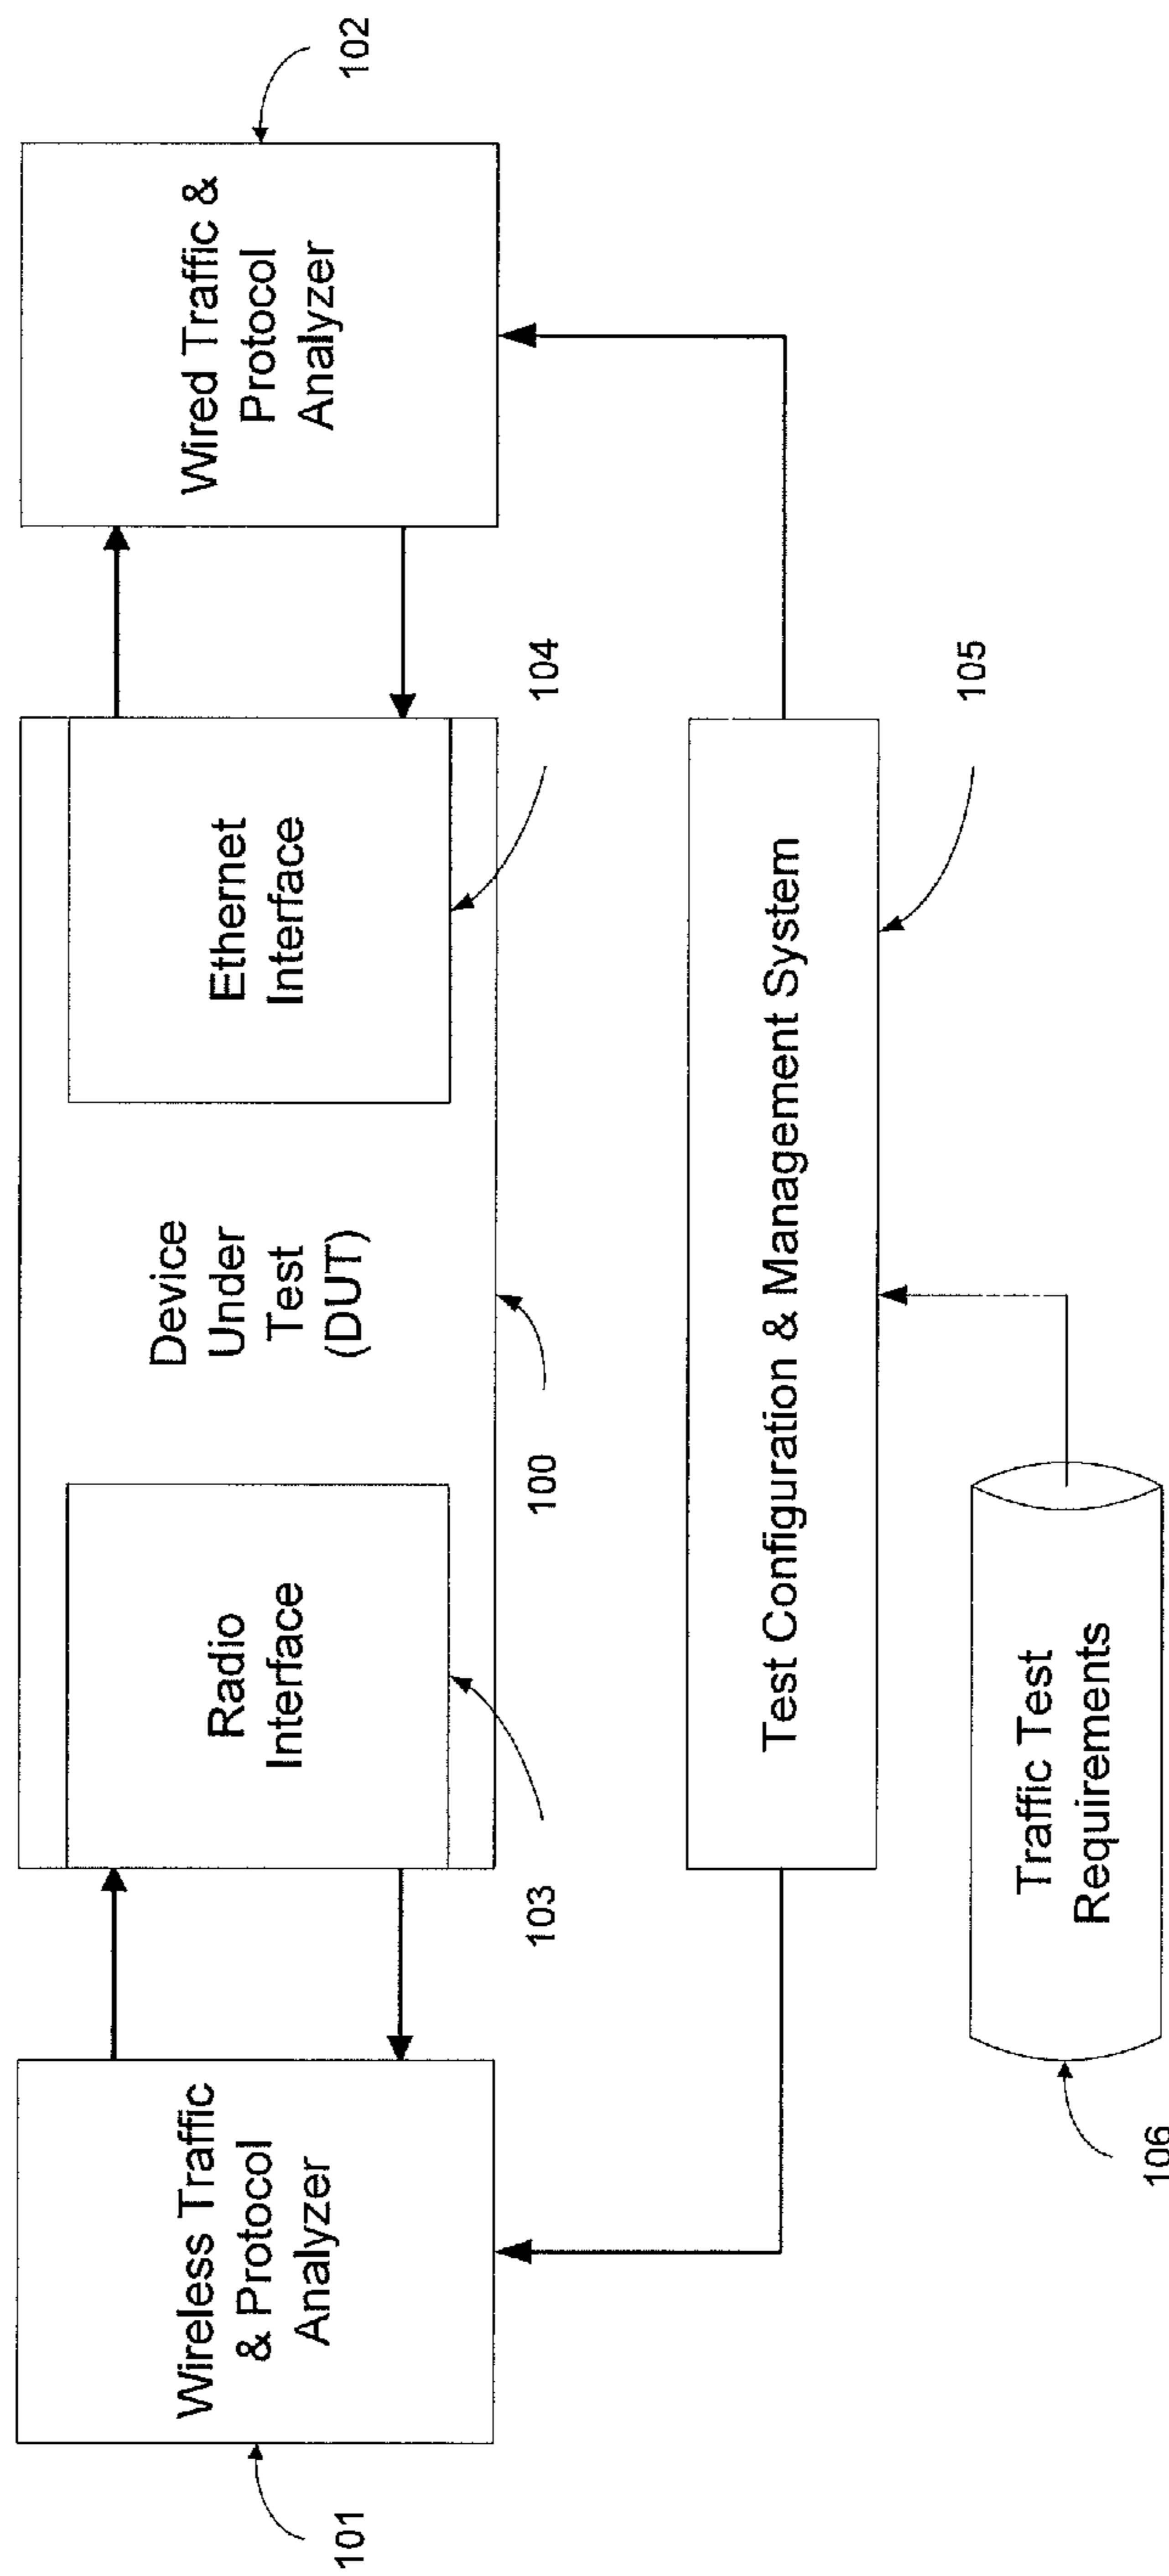 102
Wired Traffic &
Protocol
Analyzer
104
Ethernet
Interface
Device
Under
Test
(DUT)
100
Radio
Interface
103
Wireless Traffic
& Protocol
Analyzer
101
Test Configuration & Management System
105
Traffic Test
Requirements
106